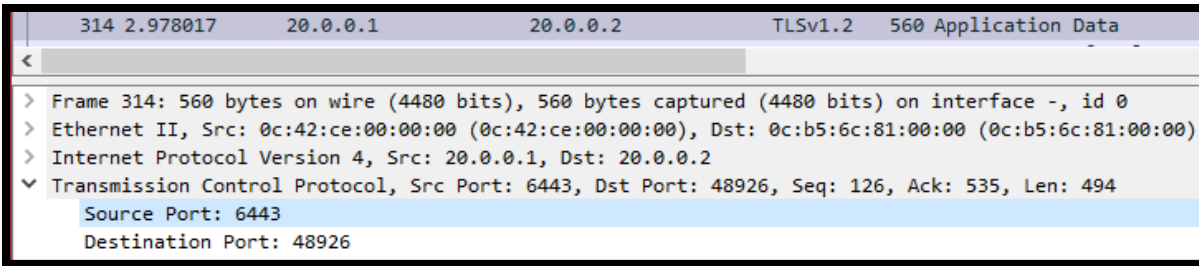 314 2.978017 20.0.0.1 20.0.0.2 TLSv1.2 560 Application Data
<
> Frame 314: 560 bytes on wire (4480 bits), 560 bytes captured (4480 bits) on interface -, id 0
> Ethernet II, Src: 0c:42:ce:00:00:00 (0c:42:ce:00:00:00), Dst: 0c:b5:6c:81:00:00 (0c:b5:6c:81:00:00)
> Internet Protocol Version 4, Src: 20.0.0.1, Dst: 20.0.0.2
Transmission Control Protocol, Src Port: 6443, Dst Port: 48926, Seq: 126, Ack: 535, Len: 494
Source Port: 6443
Destination Port: 48926